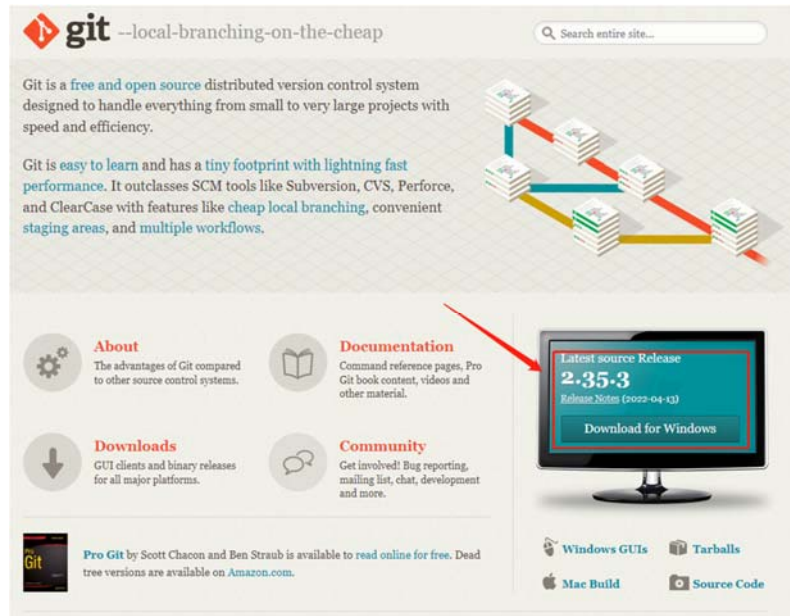 git --local-branching-on-the-cheap
Search entire site...
Git is a free and open source distributed version control system
designed to handle everything from small to very large projects with
speed and efficiency.
Git is easy to learn and has a tiny footprint with lightning fast
performance. It outclasses SCM tools like Subversion, CVS, Perforce,
and ClearCase with features like cheap local branching, convenient
staging areas, and multiple workflows.
About
The advantages of Git compared
to other source control systems.
Documentation
Command reference pages, Pro
Git book content, videos and
other material.
Downloads
GUI clients and binary releases
for all major platforms.
Community
Get involved! Bug reporting,
mailing list, chat, development
and more.
Latest source Release
2.35.3
Release Notes (2022-04-13)
Download for Windows
Pro
Git
Pro Git by Scott Chacon and Ben Straub is available to read online for free. Dead
tree versions are available on Amazon.com.
Windows GUIs
Tarballs
Mac Build
Source Code